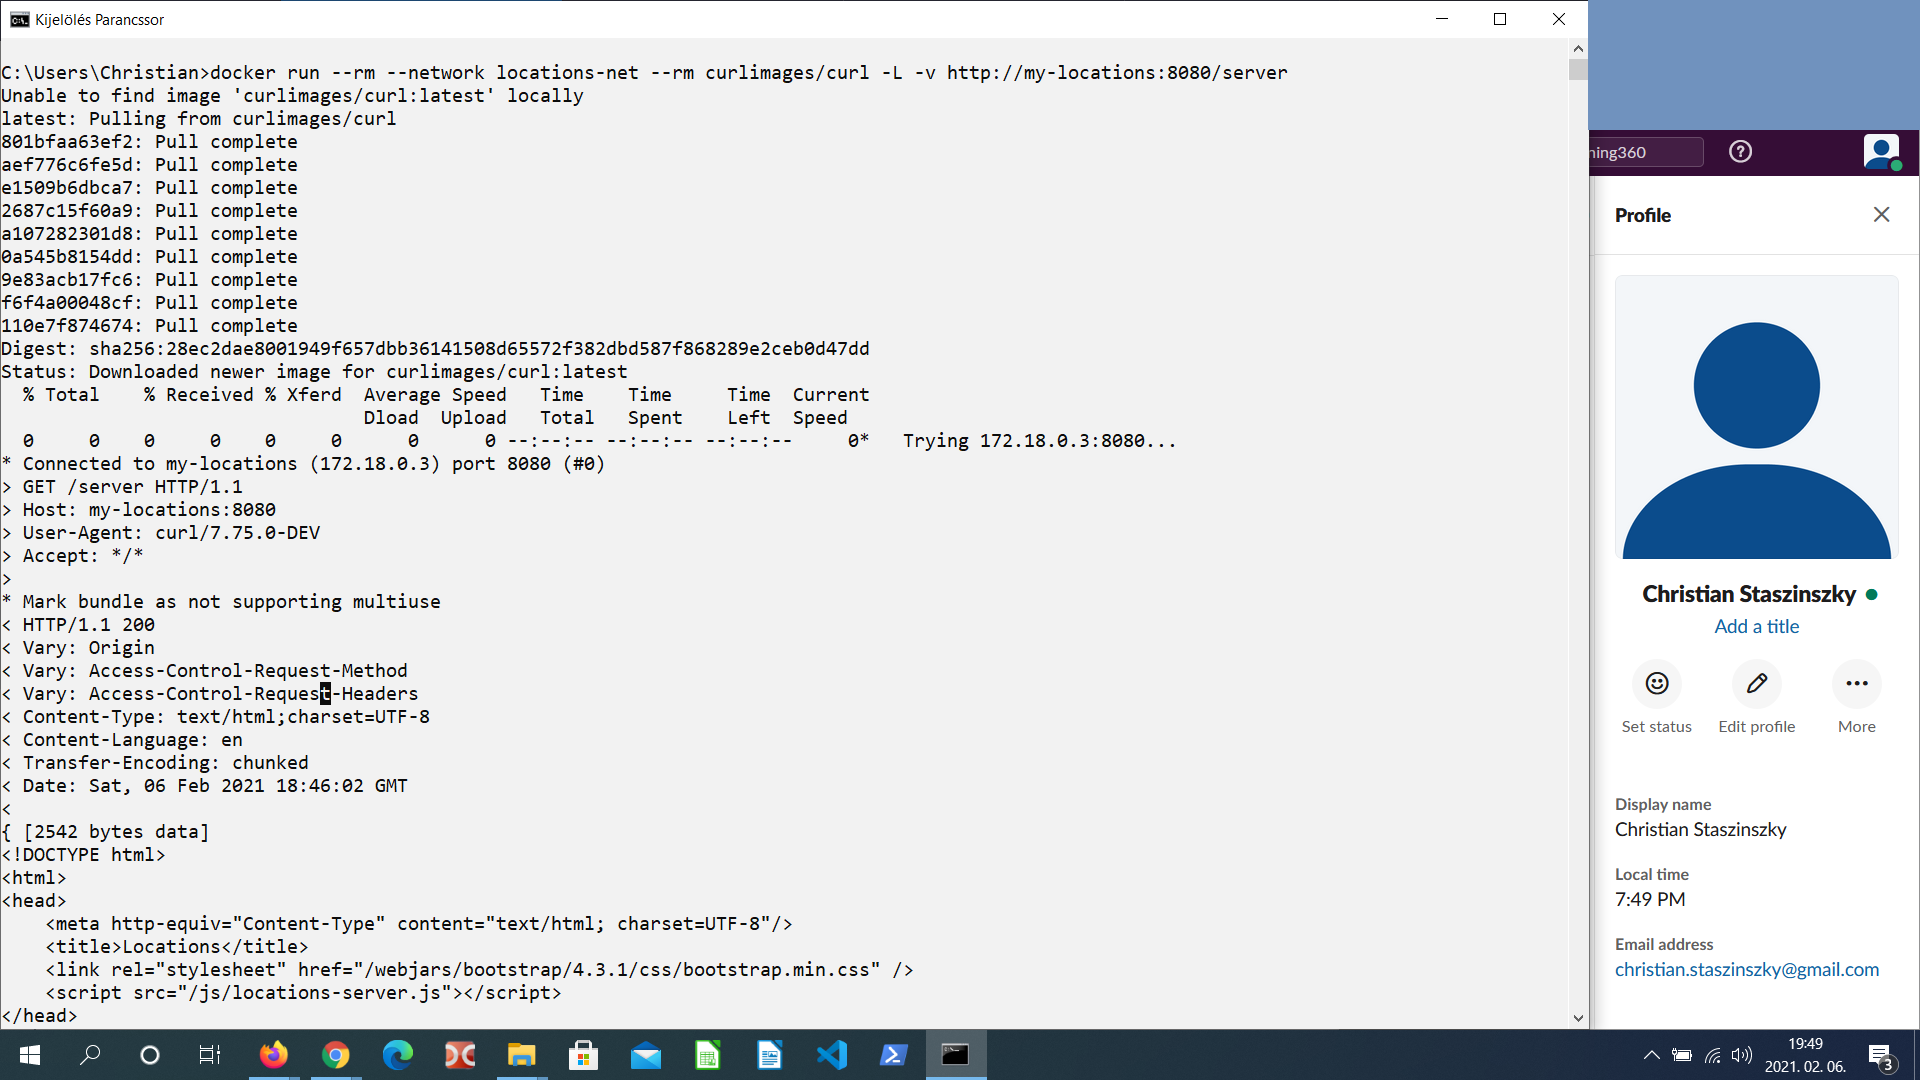 Kijelölés Parancssor
C:\Users\Christian>docker run --rm --network locations-net --rm curlimages/curl -L -v http://my-locations:8080/server
Unable to find image 'curlimages/curl:latest' locally
latest: Pulling from curlimages/curl
801bfaa63ef2: Pull complete
aef776c6fe5d: Pull complete
e1509b6dbca7: Pull complete
2687c15f60a9: Pull complete
a107282301d8: Pull complete
0a545b8154dd: Pull complete
9e83acb17fc6: Pull complete
f6f4a00048cf: Pull complete
110e7f874674: Pull complete
Digest: sha256:28ec2dae8001949f657dbb36141508d65572f382dbd587f868289e2ceb0d47dd
Status: Downloaded newer image for curlimages/curl:latest
  % Total    % Received % Xferd  Average Speed   Time    Time     Time  Current
                                 Dload  Upload   Total   Spent    Left  Speed
  0     0    0     0    0     0      0      0 --:--:-- --:--:-- --:--:--     0*   Trying 172.18.0.3:8080...
* Connected to my-locations (172.18.0.3) port 8080 (#0)
> GET /server HTTP/1.1
> Host: my-locations:8080
> User-Agent: curl/7.75.0-DEV
> Accept: */*
>
* Mark bundle as not supporting multiuse
< HTTP/1.1 200
< Vary: Origin
< Vary: Access-Control-Request-Method
< Vary: Access-Control-Request-Headers
< Content-Type: text/html;charset=UTF-8
< Content-Language: en
< Transfer-Encoding: chunked
< Date: Sat, 06 Feb 2021 18:46:02 GMT
<
{ [2542 bytes data]
<!DOCTYPE html>
<html>
<head>
    <meta http-equiv="Content-Type" content="text/html; charset=UTF-8"/>
    <title>Locations</title>
    <link rel="stylesheet" href="/webjars/bootstrap/4.3.1/css/bootstrap.min.css" />
    <script src="/js/locations-server.js"></script>
</head>
ning360
Profile
Christian Staszinszky
Add a title
Set status Edit profile More
Display name
Christian Staszinszky
Local time
7:49 PM
Email address
christian.staszinszky@gmail.com
19:49
2021. 02. 06.
3